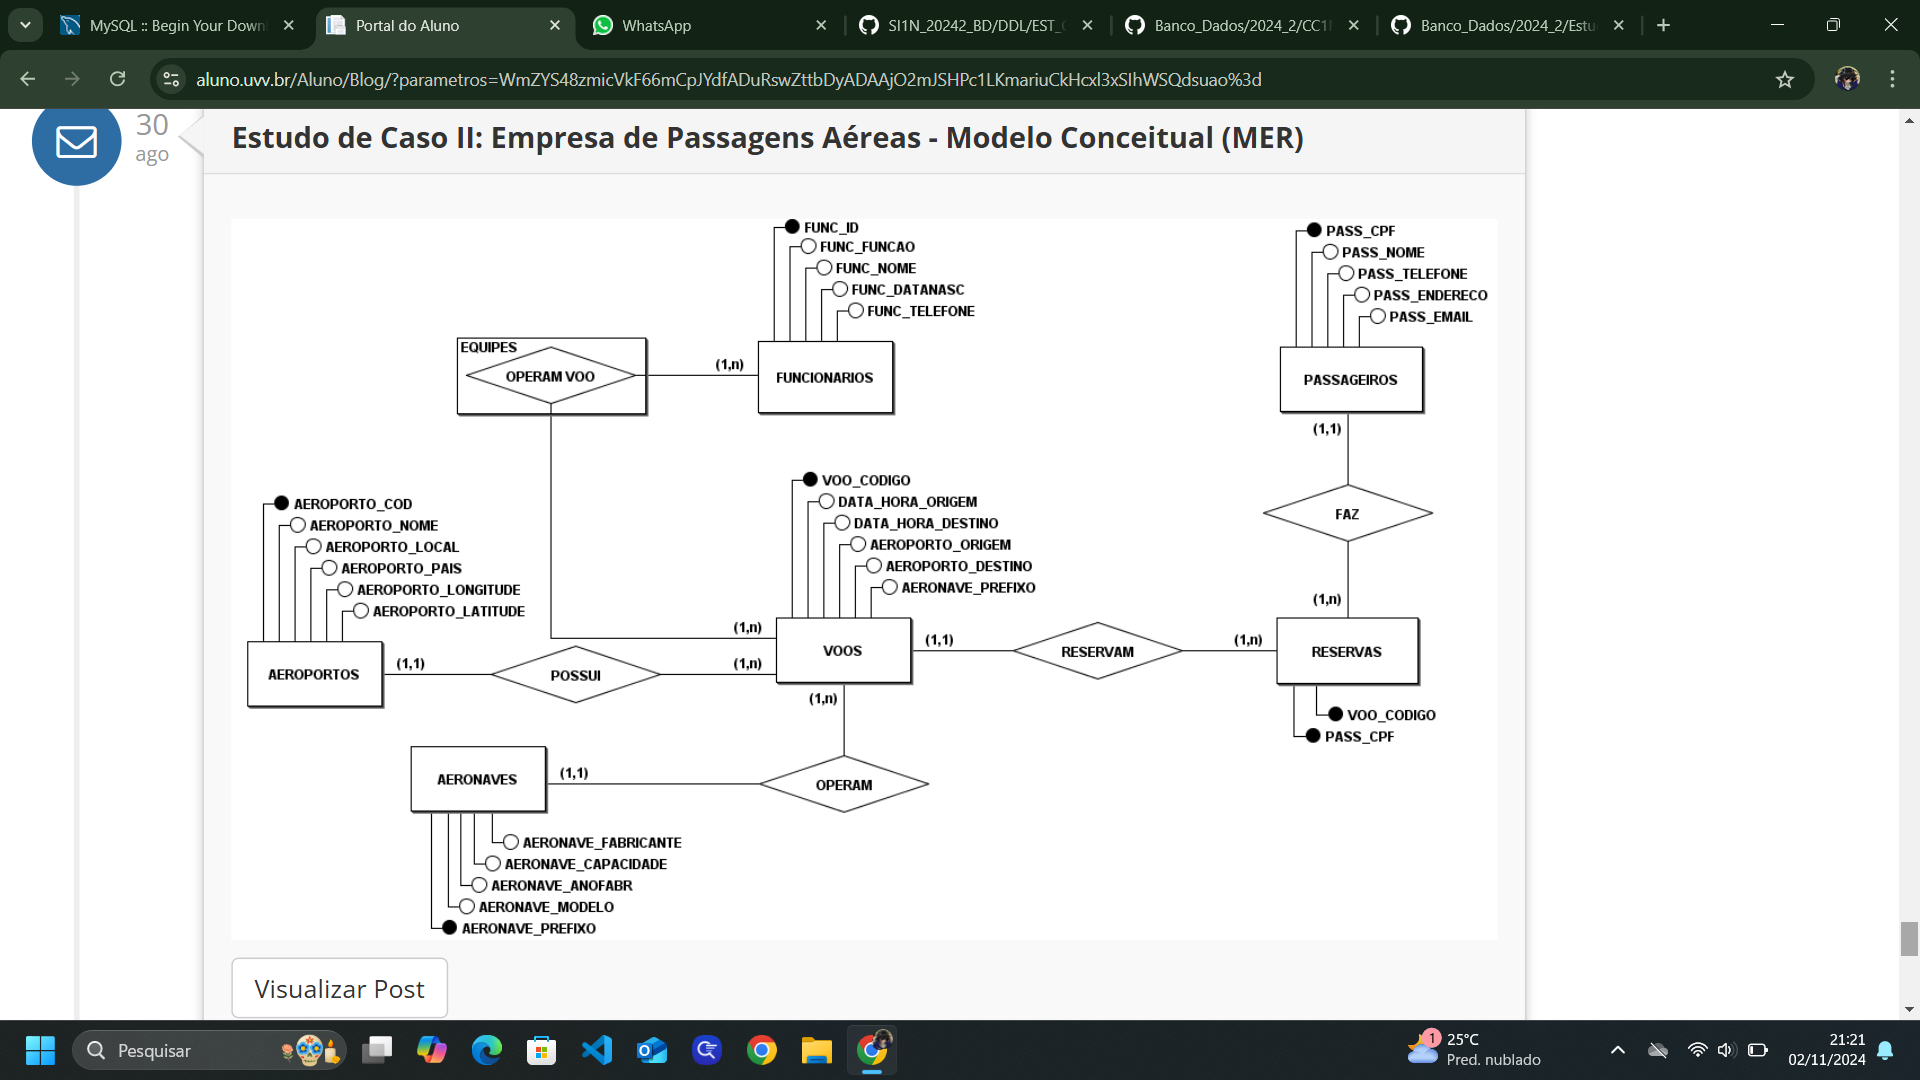 MySQL :: Begin Your Down
Portal do Aluno
WhatsApp
SI1N_20242_BD/DDL/EST_
Banco_Dados/2024_2/CC1
Banco_Dados/2024_2/Estu
aluno.uvv.br/Aluno/Blog/?parametros=WmZYS48zmicVkF66mCpJYdfADuRswZttbDyADAAjO2mJSHPc1LKmariuCkHcxl3xSIhWSQdsuao%3d
30
ago
Estudo de Caso II: Empresa de Passagens Aéreas - Modelo Conceitual (MER)
FUNC_ID
FUNC_FUNCAO
FUNC_NOME
FUNC_DATANASC
FUNC_TELEFONE
PASS_CPF
PASS_NOME
PASS_TELEFONE
PASS_ENDERECO
PASS_EMAIL
EQUIPES
OPERAM VOO
(1,n)
FUNCIONARIOS
PASSAGEIROS
(1,1)
FAZ
(1,n)
AEROPORTO_COD
AEROPORTO_NOME
AEROPORTO_LOCAL
AEROPORTO_PAIS
AEROPORTO_LONGITUDE
AEROPORTO_LATITUDE
VOO_CODIGO
DATA_HORA_ORIGEM
DATA_HORA_DESTINO
AEROPORTO_ORIGEM
AEROPORTO_DESTINO
AERONAVE_PREFIXO
AEROPORTOS
(1,1)
POSSUI
(1,n)
(1,n)
VOOS
(1,1)
RESERVAM
(1,n)
RESERVAS
(1,n)
VOO_CODIGO
PASS_CPF
AERONAVES
(1,1)
OPERAM
AERONAVE_FABRICANTE
AERONAVE_CAPACIDADE
AERONAVE_ANOFABR
AERONAVE_MODELO
AERONAVE_PREFIXO
Visualizar Post
Pesquisar
1
25°C
Pred. nublado
21:21
02/11/2024